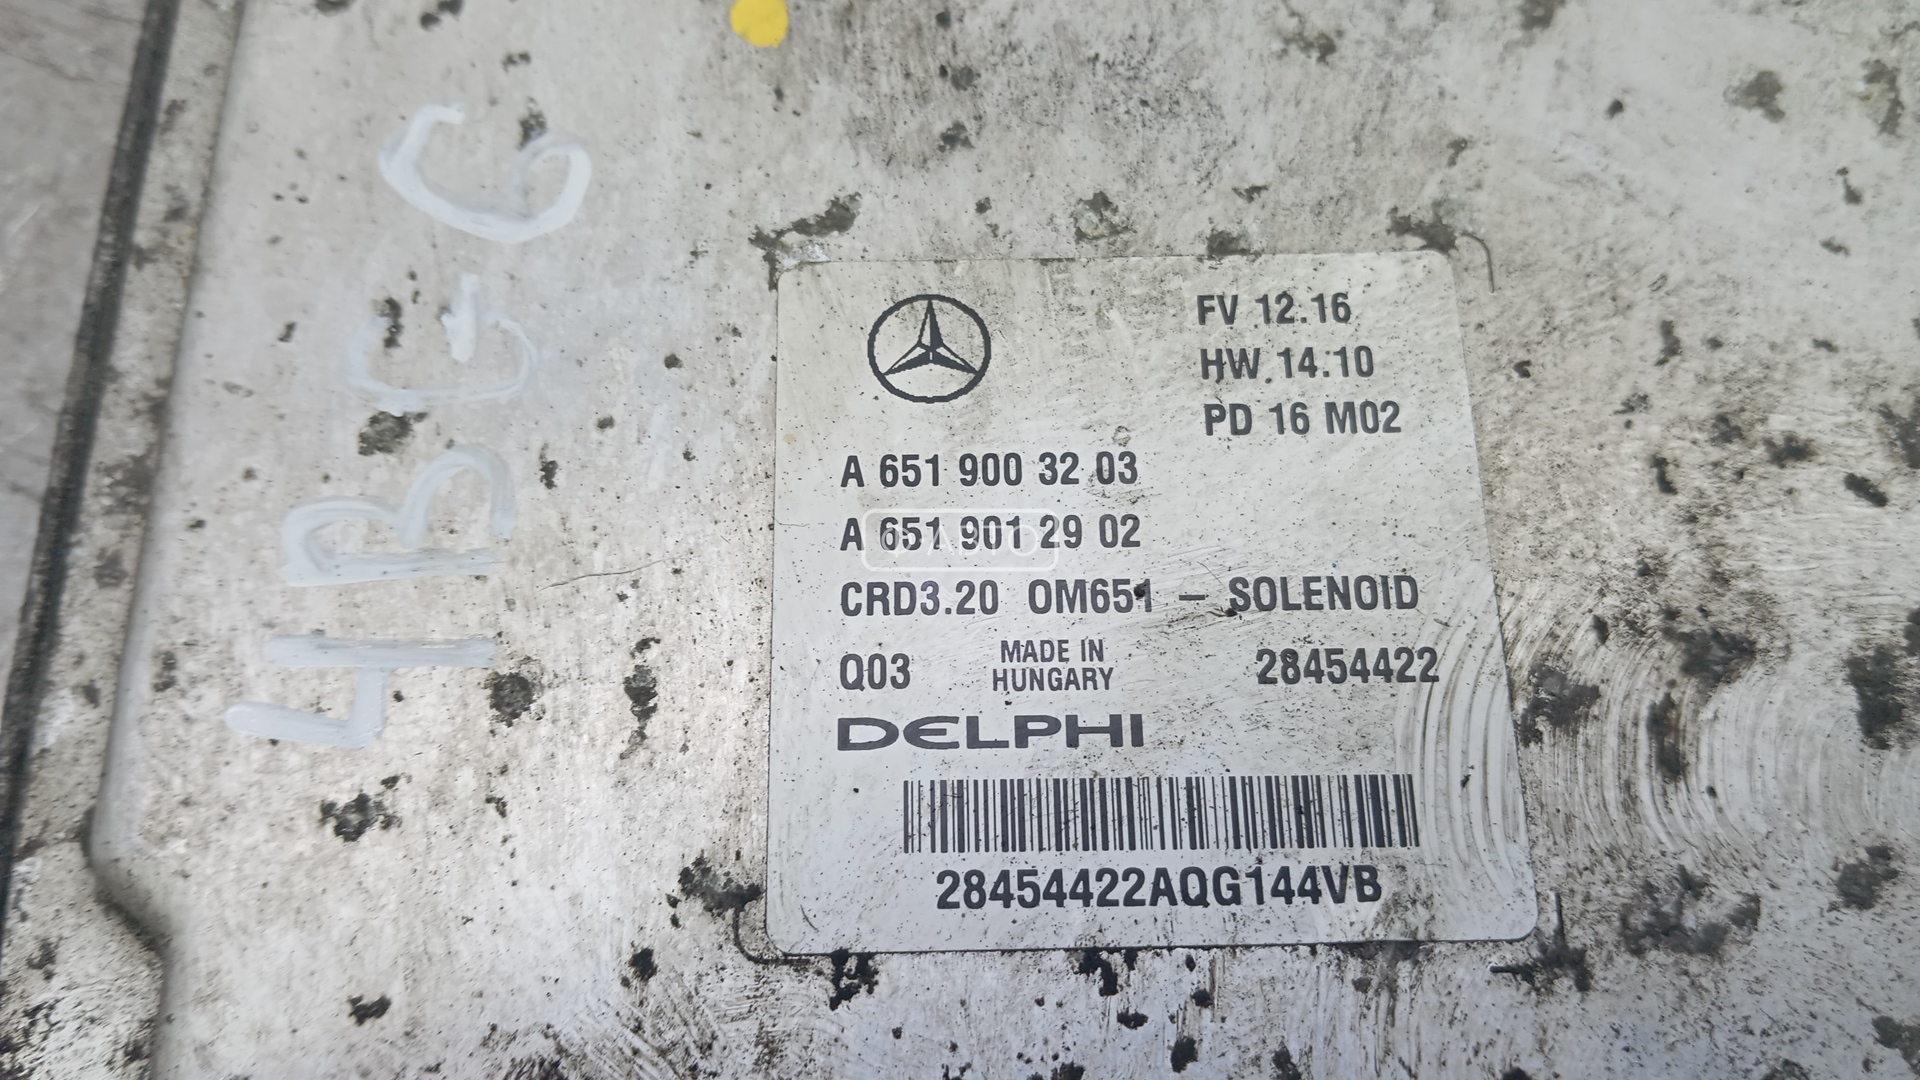 FV 12.16
HW 14.10
PD 16 M02
A 651 900 32 03
A 651 901 29 02
CRD3.20 OM651 – SOLENOID
Q03 MADE IN HUNGARY 28454422
DELPHI
28454422AQG144VB